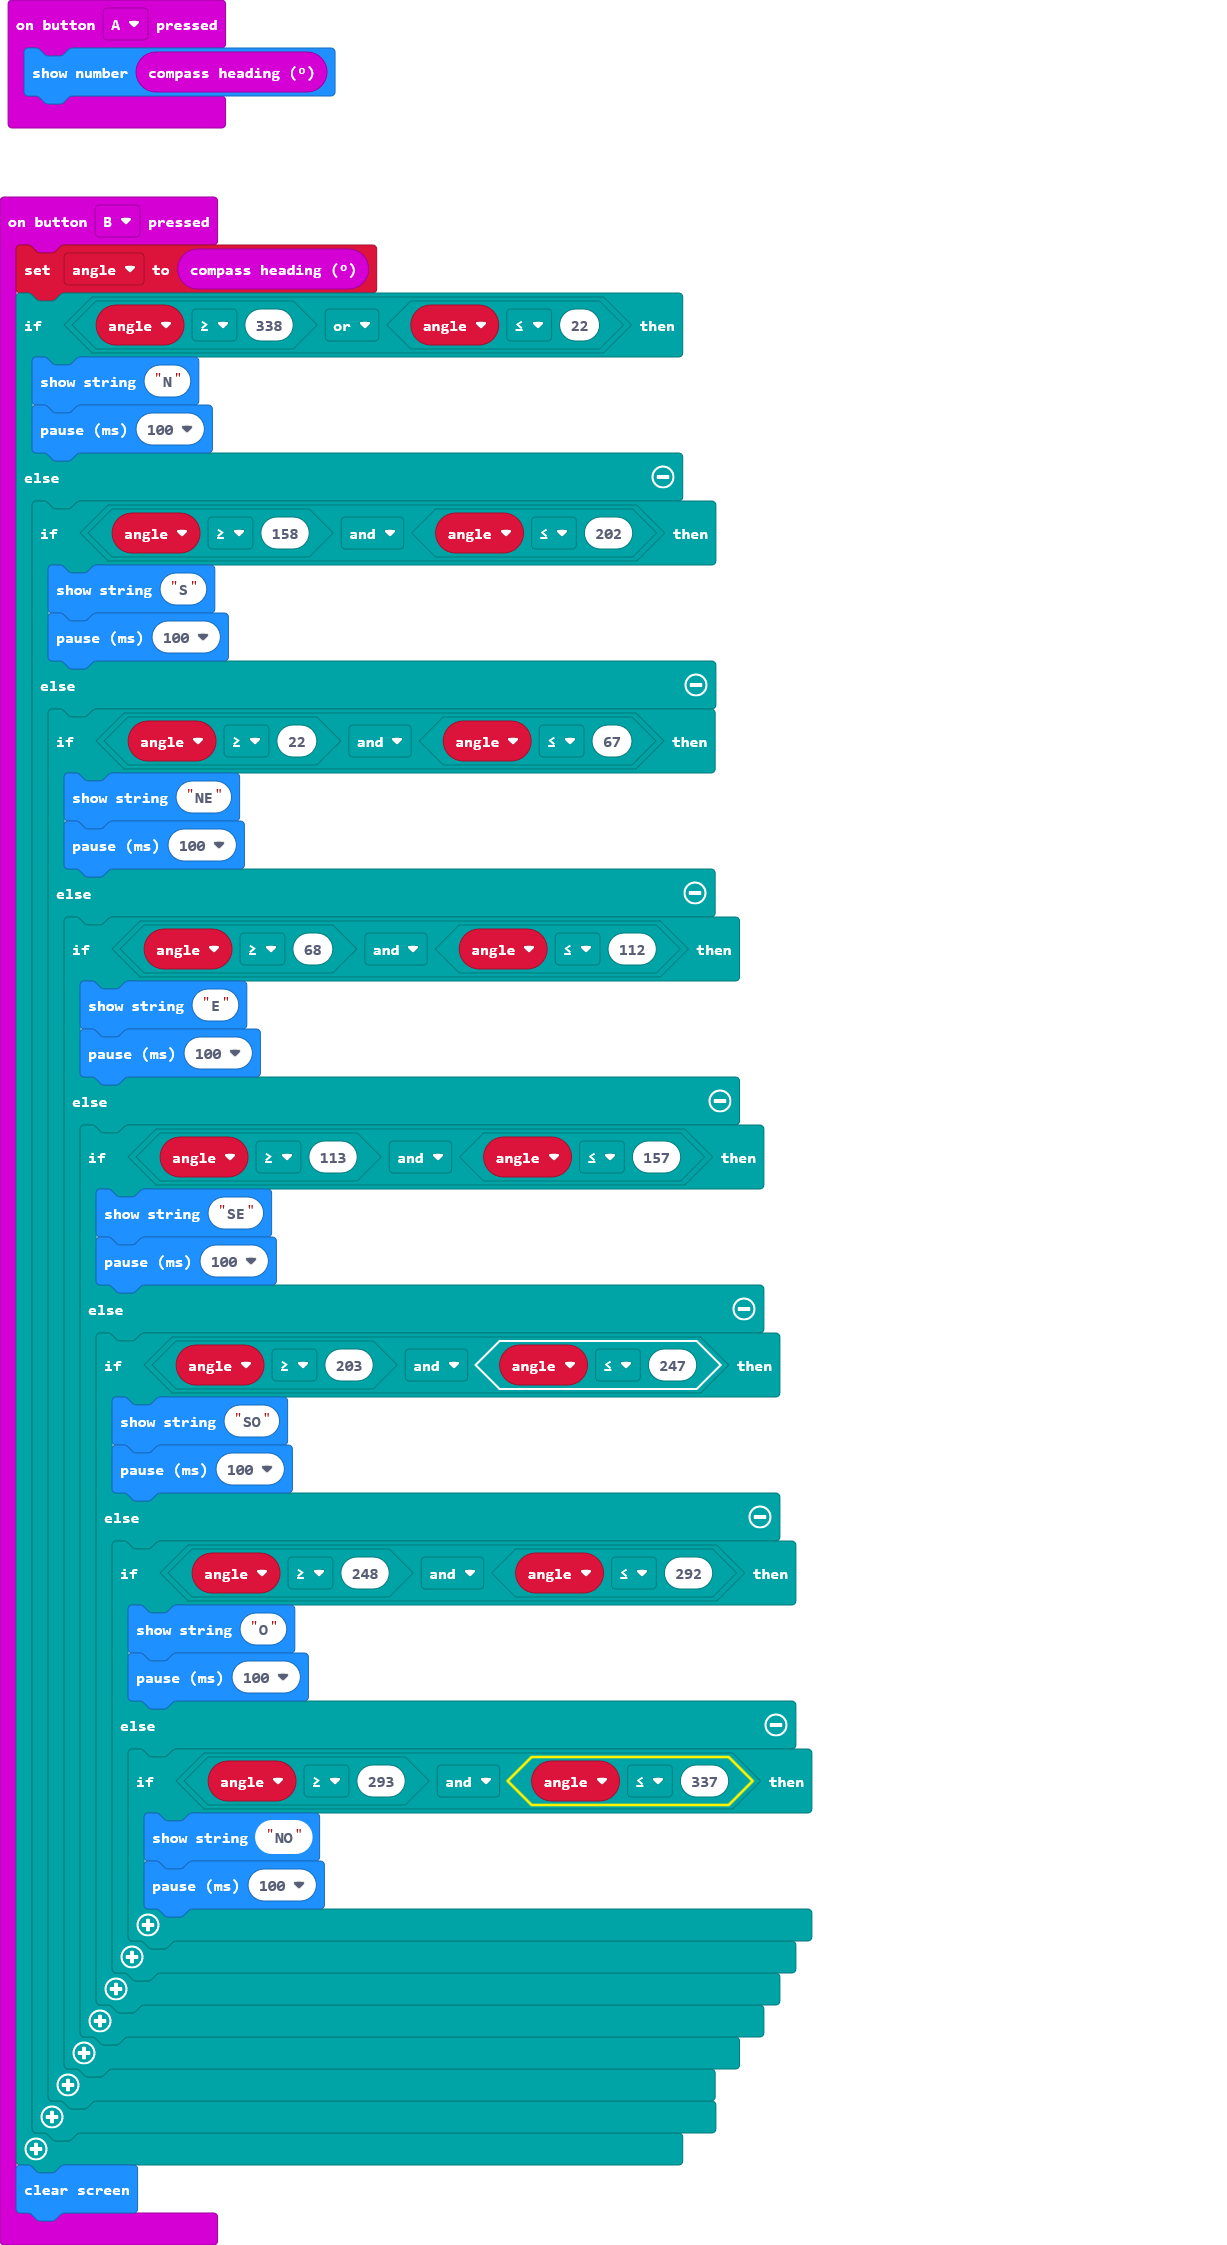 on button A pressed
show number compass heading (º)
on button B pressed
set angle to compass heading (º)
if angle ≥ 338 or angle ≤ 22 then
show string "N"
pause (ms) 100
else
if angle ≥ 158 and angle ≤ 202 then
show string "S"
pause (ms) 100
else
if angle ≥ 22 and angle ≤ 67 then
show string "NE"
pause (ms) 100
else
if angle ≥ 68 and angle ≤ 112 then
show string "E"
pause (ms) 100
else
if angle ≥ 113 and angle ≤ 157 then
show string "SE"
pause (ms) 100
else
if angle ≥ 203 and angle ≤ 247 then
show string "SO"
pause (ms) 100
else
if angle ≥ 248 and angle ≤ 292 then
show string "O"
pause (ms) 100
else
if angle ≥ 293 and angle ≤ 337 then
show string "NO"
pause (ms) 100
clear screen